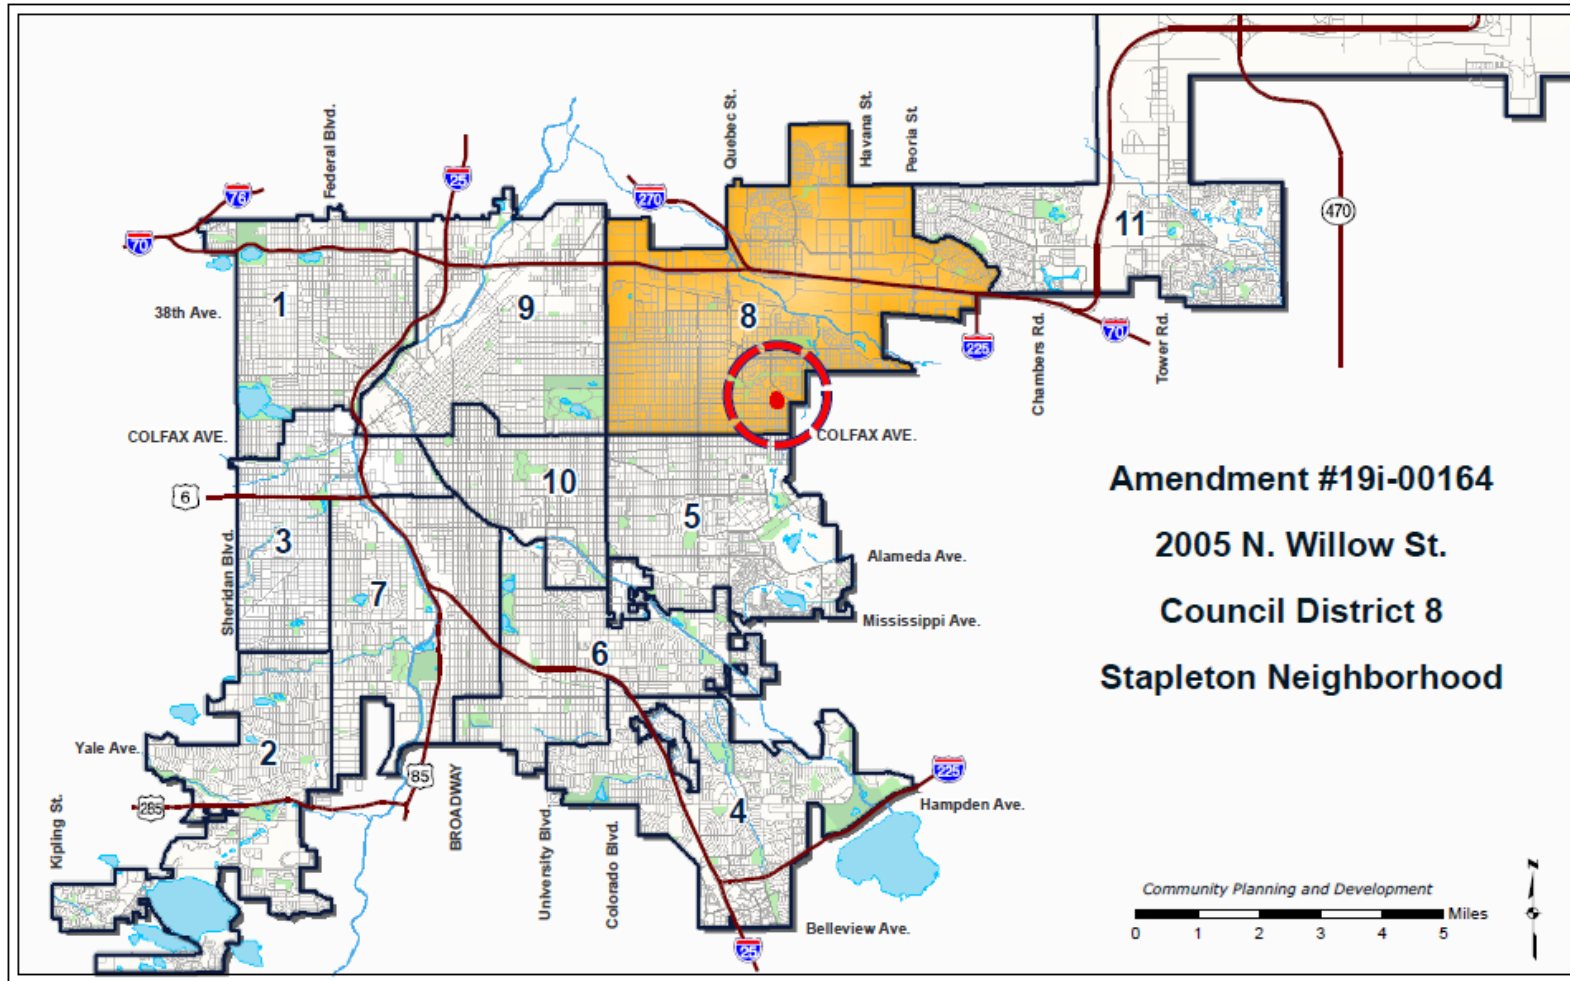 Federal Blvd.
Quebec St.
Havana St.
Peoria St.
76
25
270
70
470
11
1
9
8
38th Ave.
225
70
Chambers Rd.
Tower Rd.
COLFAX AVE.
COLFAX AVE.
6
10
5
3
7
Sheridan Blvd.
Alameda Ave.
Mississippi Ave.
6
Amendment #19i-00164
2005 N. Willow St.
Council District 8
Stapleton Neighborhood
Yale Ave.
2
85
285
225
4
Hampden Ave.
Kipling St.
BROADWAY
University Blvd.
Colorado Blvd.
Belleview Ave.
25
Community Planning and Development
Miles
0 1 2 3 4 5
N